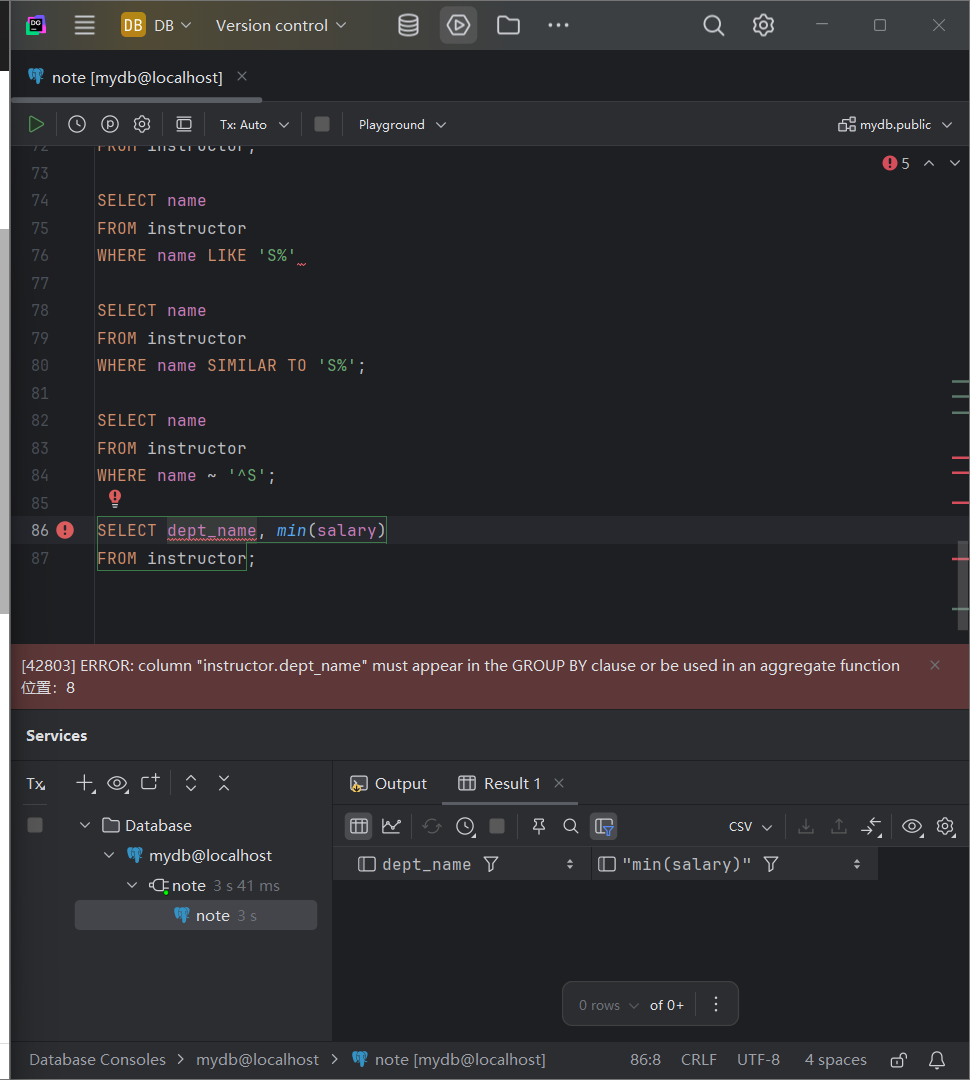 DB DB Version control
note [mydb@localhost]
Tx: Auto Playground mydb.public
72 FROM instructor;
5
73
74 SELECT name
75 FROM instructor
76 WHERE name LIKE 'S%'
77
78 SELECT name
79 FROM instructor
80 WHERE name SIMILAR TO 'S%';
81
82 SELECT name
83 FROM instructor
84 WHERE name ~ '^S';
85
86 SELECT dept_name, min(salary)
87 FROM instructor;
[42803] ERROR: column "instructor.dept_name" must appear in the GROUP BY clause or be used in an aggregate function
位置：8
Services
Tx
Output Result 1
Database
CSV
mydb@localhost
dept_name "min(salary)"
note 3 s 41 ms
note 3 s
0 rows of 0+
Database Consoles > mydb@localhost > note [mydb@localhost] 86:8 CRLF UTF-8 4 spaces